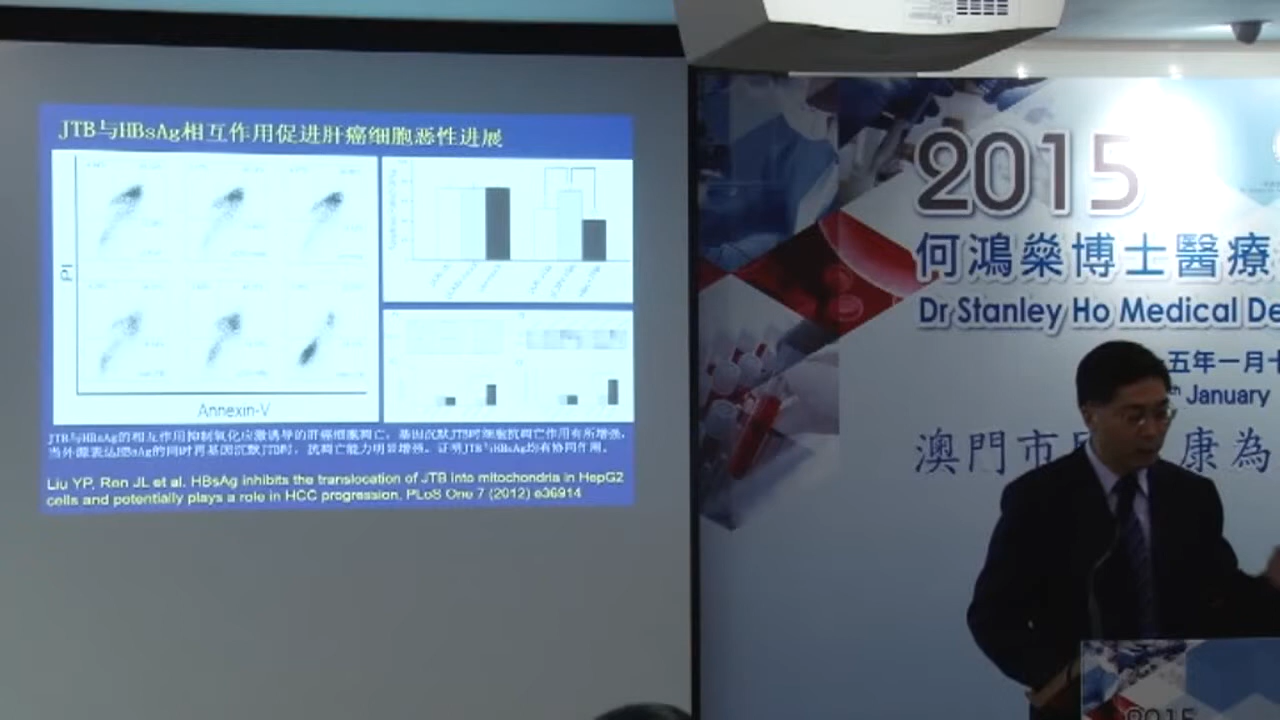 JTB与HBsAg相互作用促进肝癌细胞恶性进展
PI
Annexin-V
JTB与HBsAg的相互作用抑制氧化应激诱导的肝癌细胞凋亡。基因沉默JTB时细胞抗凋亡作用有所增强,
当外源表达HBsAg的同时再基因沉默JTB时，抗凋亡能力明显增强。证明JTB与HBsAg均有协同作用。
Liu YP, Ren JL et al. HBsAg inhibits the translocation of JTB into mitochondria in HepG2
cells and potentially plays a role in HCC progression. PLoS One 7 (2012) e36914
2015
何鴻燊博士醫療
Dr Stanley Ho Medical De
五年一月十
th January
澳門市 康為
2015